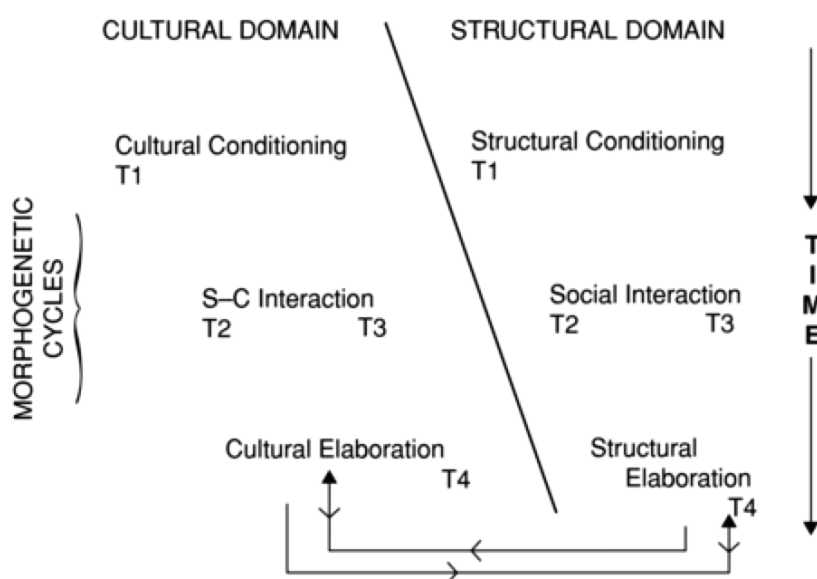 CULTURAL DOMAIN
STRUCTURAL DOMAIN
Cultural Conditioning
T1
Structural Conditioning
T1
MORPHOGENETIC
CYCLES
S–C Interaction
T2 T3
Social Interaction
T2 T3
TIME
Cultural Elaboration
T4
Structural
Elaboration
T4